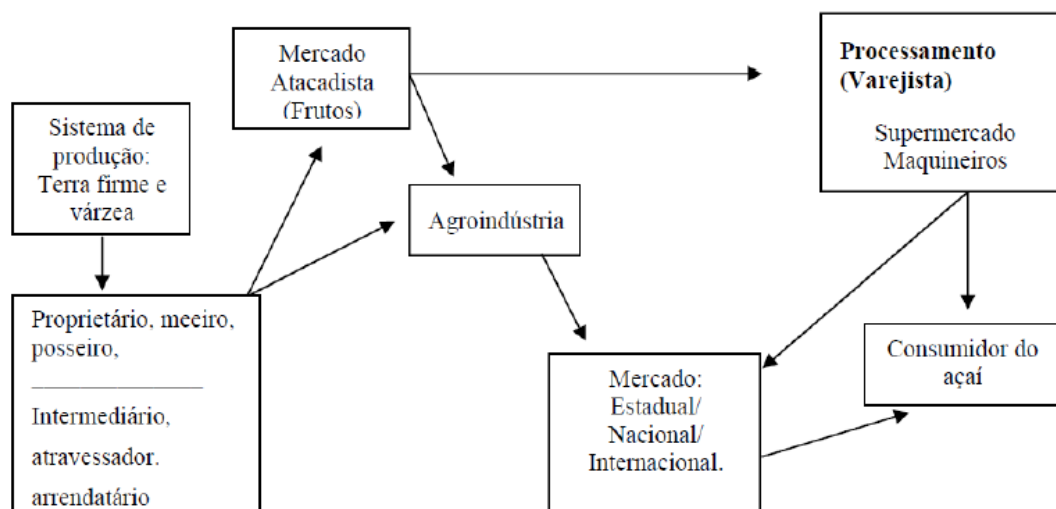 Sistema de
produção:
Terra firme e
várzea
Proprietário, meeiro,
posseiro,
Intermediário,
atravessador.
arrendatário
Mercado
Atacadista
(Frutos)
Agroindústria
Mercado:
Estadual/
Nacional/
Internacional.
Processamento
(Varejista)
Supermercado
Maquineiros
Consumidor do
açaí